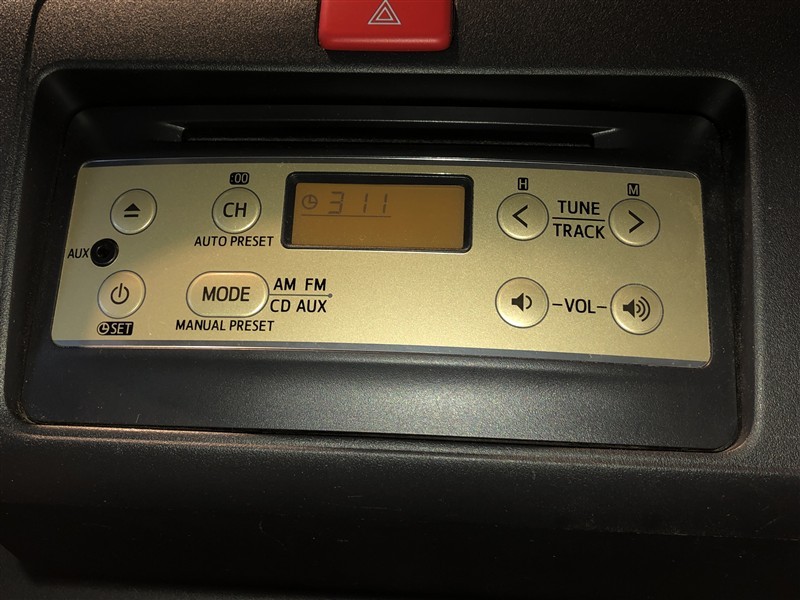 :00
H
M
CH
3 11
TUNE
TRACK
AUTO PRESET
AUX
MODE
AM FM
CD AUX
-VOL-
SET
MANUAL PRESET